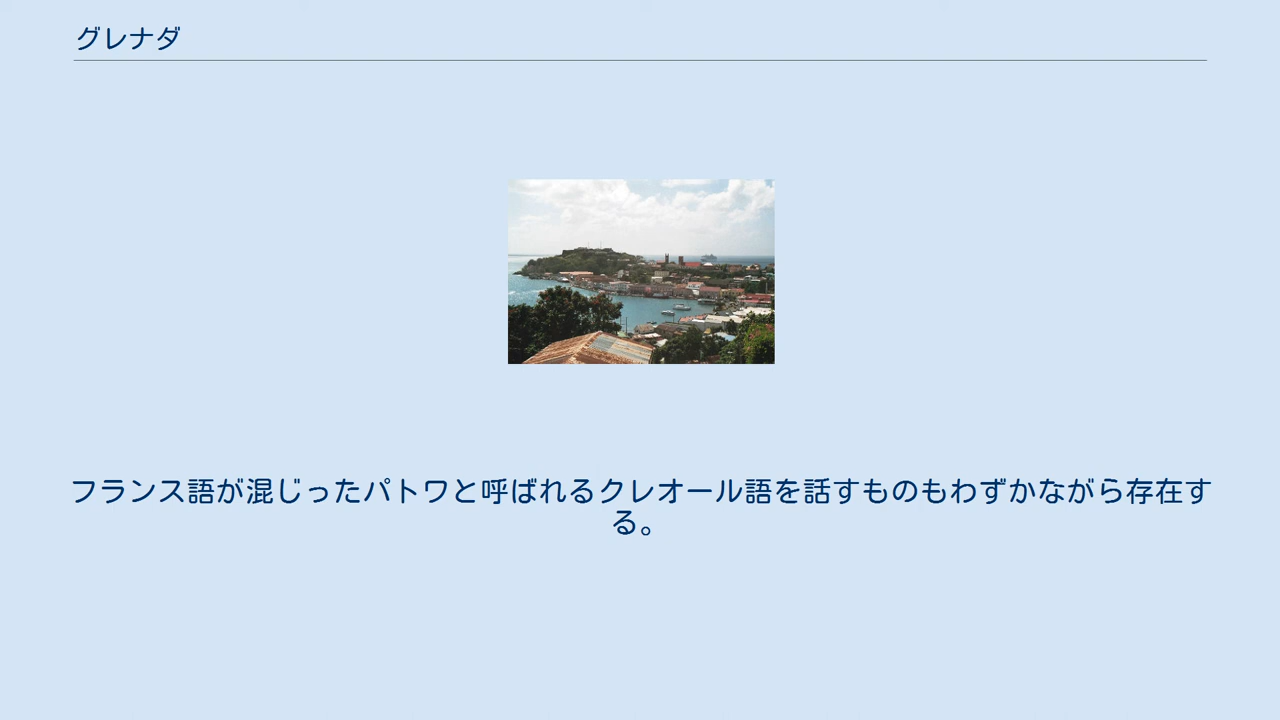 グレナダ
フランス語が混じったパトワと呼ばれるクレオール語を話すものもわずかながら存在す
る。